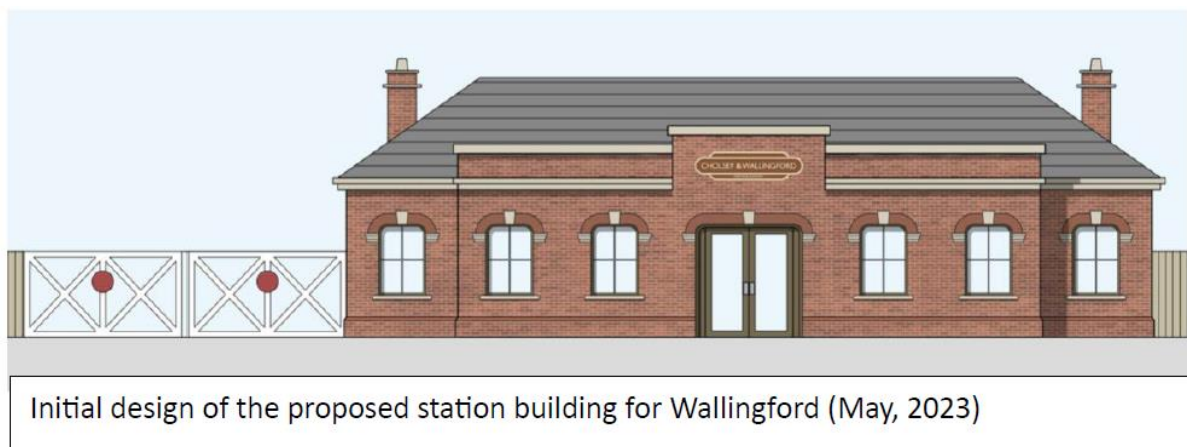 CHOLSEY & WALLINGFORD
Initial design of the proposed station building for Wallingford (May, 2023)